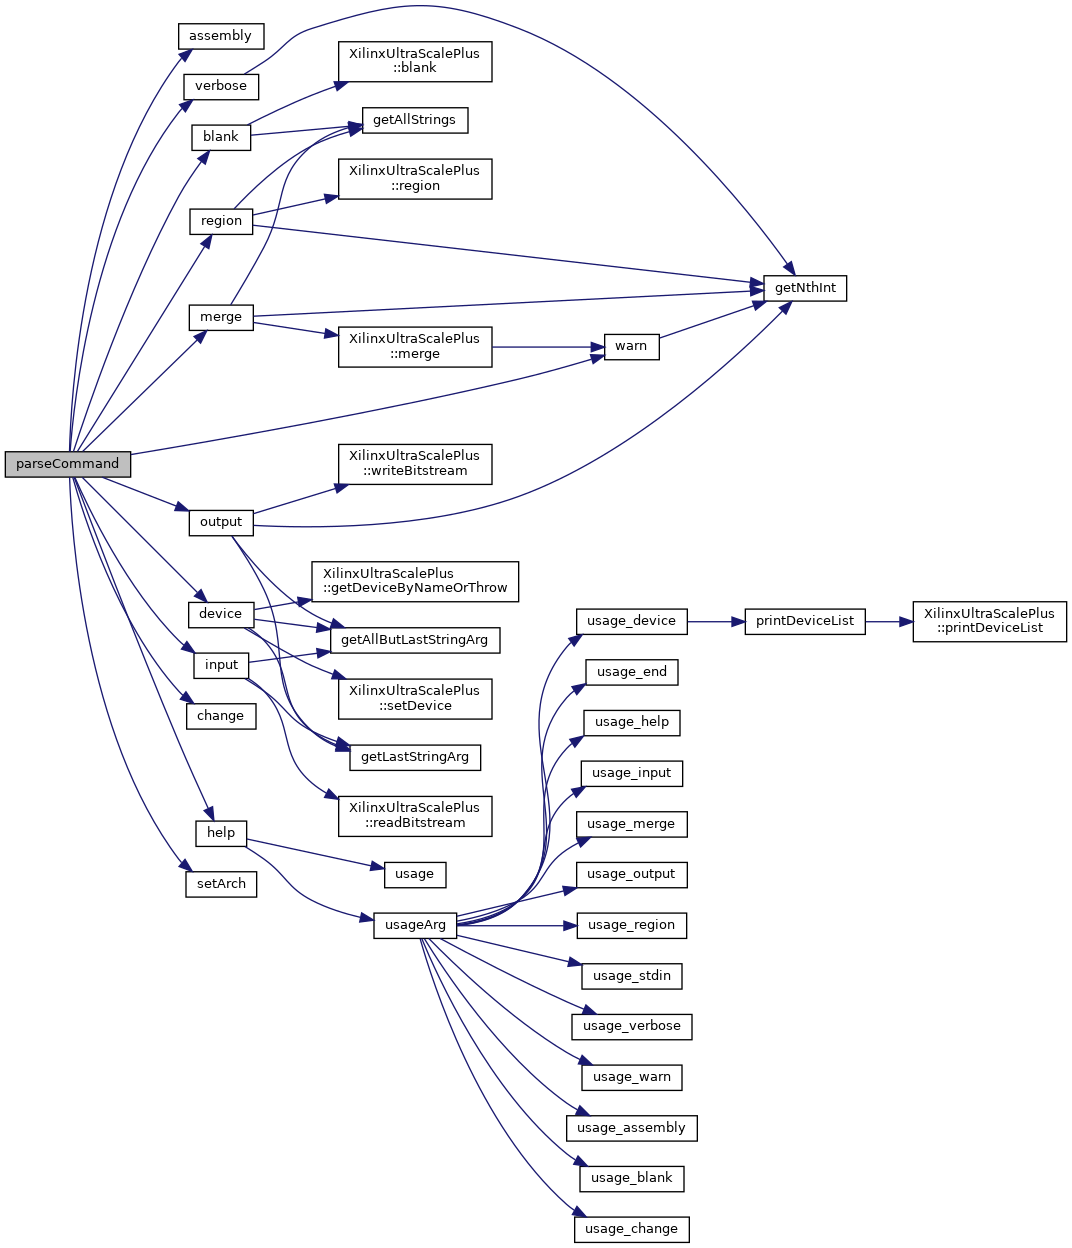 assembly
verbose
blank
region
merge
parseCommand
output
device
input
change
help
setArch
XilinxUltraScalePlus
::blank
getAllStrings
XilinxUltraScalePlus
::region
XilinxUltraScalePlus
::merge
XilinxUltraScalePlus
::writeBitstream
XilinxUltraScalePlus
::getDeviceByNameOrThrow
getAllButLastStringArg
XilinxUltraScalePlus
::setDevice
getLastStringArg
XilinxUltraScalePlus
::readBitstream
usage
usageArg
warn
getNthInt
usage_device
usage_end
usage_help
usage_input
usage_merge
usage_output
usage_region
usage_stdin
usage_verbose
usage_warn
usage_assembly
usage_blank
usage_change
printDeviceList
XilinxUltraScalePlus
::printDeviceList